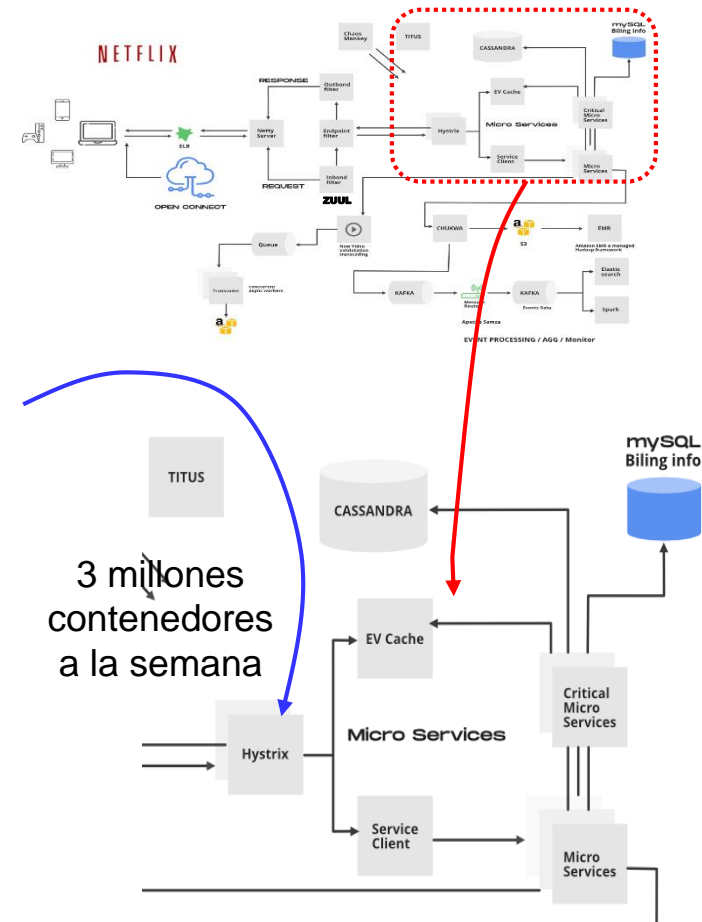 NETFLIX
Chaos
Monkey
TITUS
mySQL
Biling info
CASSANDRA
RESPONSE
Outbond
filter
EV Cache
Critical
Micro
Services
Netty
Server
Endpoint
filter
Hystrix
Micro Services
ELB
Service
Client
Micro
Services
Inbond
filter
REQUEST
ZUUL
OPEN CONNECT
CHUKWA
S3
EMR
Amazon EMR a managed
Hadoop framework
Queue
New Video
transcoding
Transcoder
concurrent
async workers
Elastic
search
KAFKA
Message
KAFKA
Events Data
Spark
Apache Samza
EVENT PROCESSING / AGG / Monitor
mySQL
Biling info
TITUS
CASSANDRA
3 millones
contenedores
a la semana
EV Cache
Critical
Micro
Services
Micro Services
Hystrix
Service
Client
Micro
Services